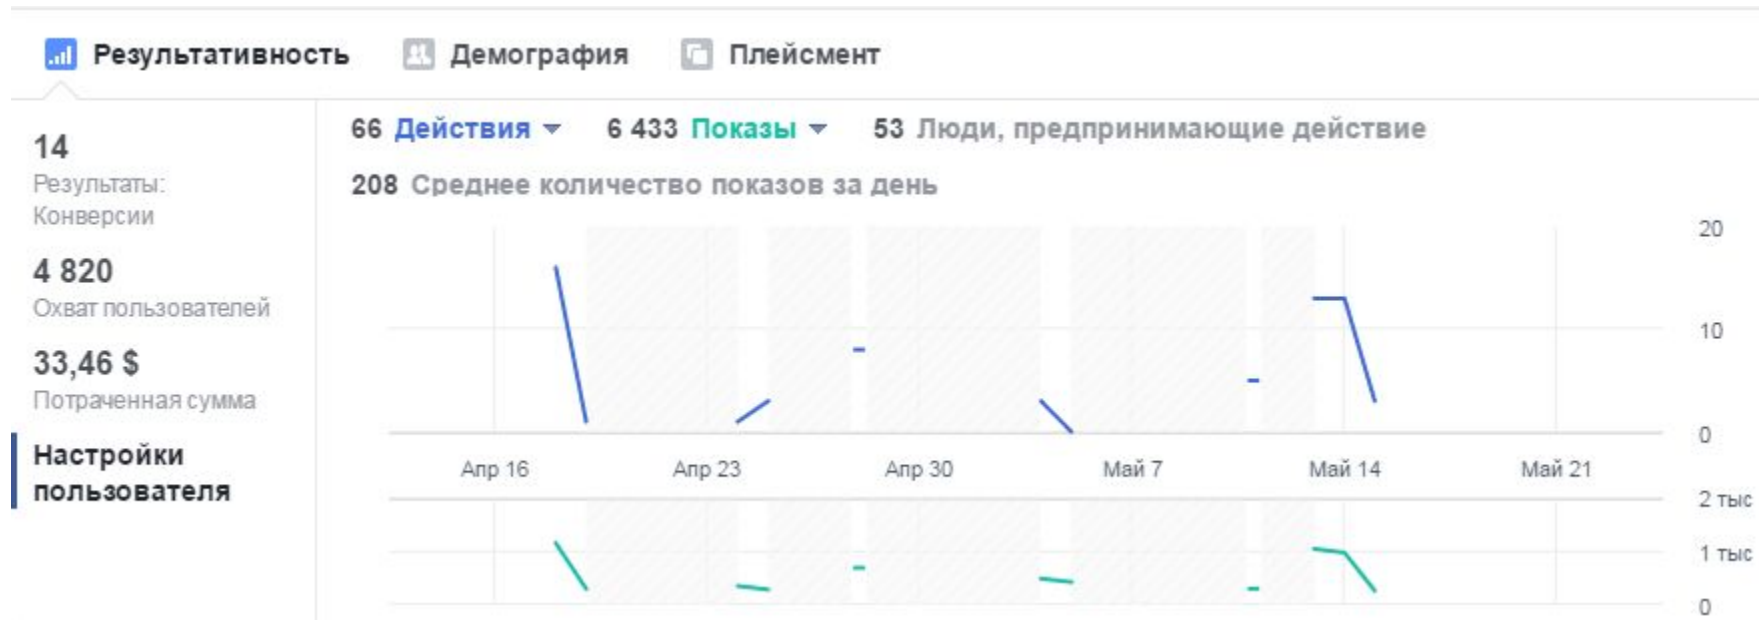 Результативность Демография Плейсмент
14
Результаты:
Конверсии
4 820
Охват пользователей
33,46 $
Потраченная сумма
Настройки
пользователя
66 Действия 6 433 Показы 53 Люди, предпринимающие действие
208 Среднее количество показов за день
20
10
0
Апр 16 Апр 23 Апр 30 Май 7 Май 14 Май 21
2 тыс
1 тыс
0